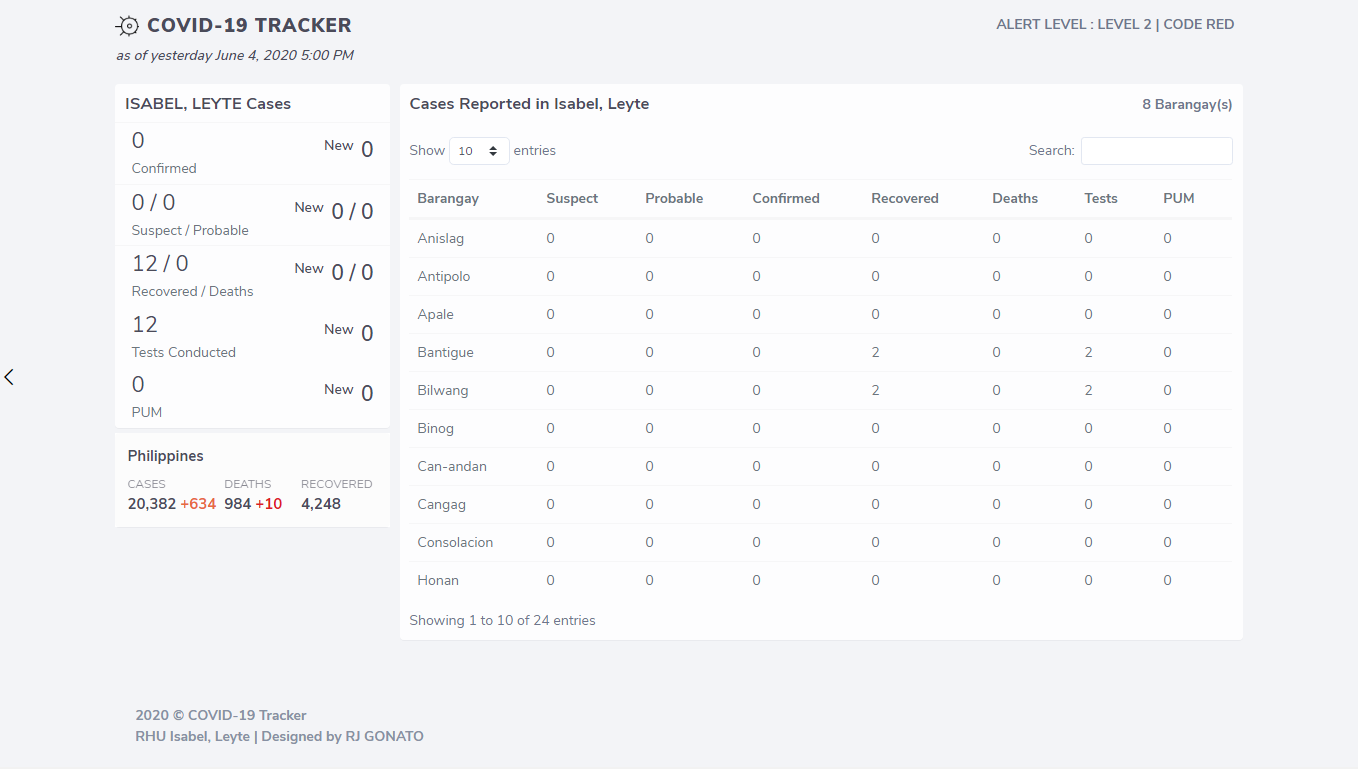 COVID-19 TRACKER
ALERT LEVEL : LEVEL 2 | CODE RED
as of yesterday June 4, 2020 5:00 PM
ISABEL, LEYTE Cases
0 New 0
Confirmed
0 / 0 New 0 / 0
Suspect / Probable
12 / 0 New 0 / 0
Recovered / Deaths
12 New 0
Tests Conducted
0 New 0
PUM
Philippines
CASES DEATHS RECOVERED
20,382 +634 984 +10 4,248
Cases Reported in Isabel, Leyte 8 Barangay(s)
Show 10 entries Search:
Barangay Suspect Probable Confirmed Recovered Deaths Tests PUM
Anislag 0 0 0 0 0 0 0
Antipolo 0 0 0 0 0 0 0
Apale 0 0 0 0 0 0 0
Bantigue 0 0 0 2 0 2 0
Bilwang 0 0 0 2 0 2 0
Binog 0 0 0 0 0 0 0
Can-andan 0 0 0 0 0 0 0
Cangag 0 0 0 0 0 0 0
Consolacion 0 0 0 0 0 0 0
Honan 0 0 0 0 0 0 0
Showing 1 to 10 of 24 entries
2020 © COVID-19 Tracker
RHU Isabel, Leyte | Designed by RJ GONATO